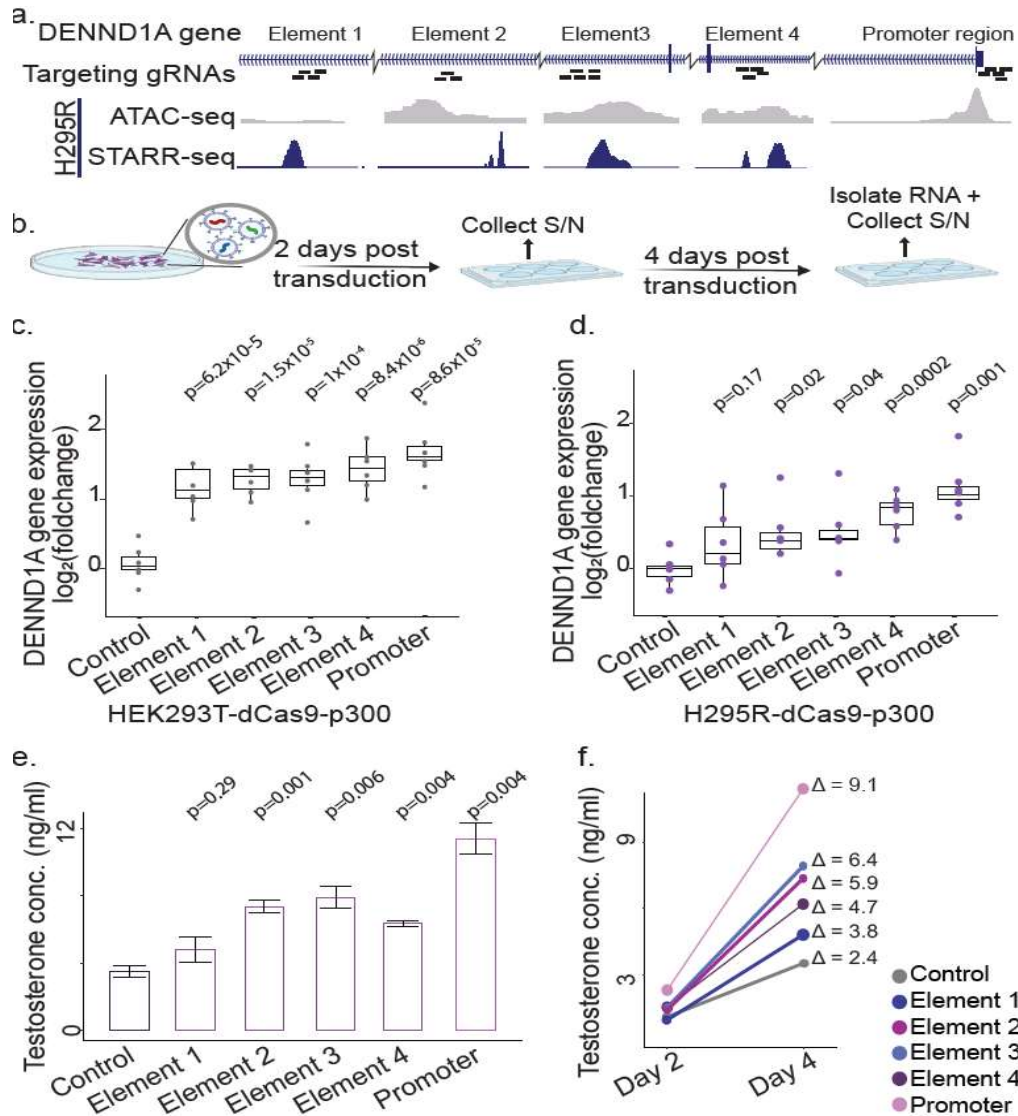 a.
DENND1A gene
Element 1
Element 2
Element3
Element 4
Promoter region
Targeting gRNAs
H295R
ATAC-seq
STARR-seq
b.
2 days post
transduction
Collect S/N
4 days post
transduction
Isolate RNA +
Collect S/N
c.
p=6.2x10-5
p=1.5x10⁵
p=1x10⁻⁴
p=8.4x10⁻⁶
p=8.6x10⁵
DENND1A gene expression
log₂(foldchange)
2
1
0
Control
Element 1
Element 2
Element 3
Element 4
Promoter
HEK293T-dCas9-p300
d.
p=0.17
p=0.02
p=0.04
p=0.0002
p=0.001
DENND1A gene expression
log₂(foldchange)
2
1
0
Control
Element 1
Element 2
Element 3
Element 4
Promoter
H295R-dCas9-p300
e.
p=0.29
p=0.001
p=0.006
p=0.004
p=0.004
Testosterone conc. (ng/ml)
12
0
Control
Element 1
Element 2
Element 3
Element 4
Promoter
f.
Testosterone conc. (ng/ml)
9
3
Δ = 9.1
Δ = 6.4
Δ = 5.9
Δ = 4.7
Δ = 3.8
Δ = 2.4
Day 2
Day 4
Control
Element 1
Element 2
Element 3
Element 4
Promoter